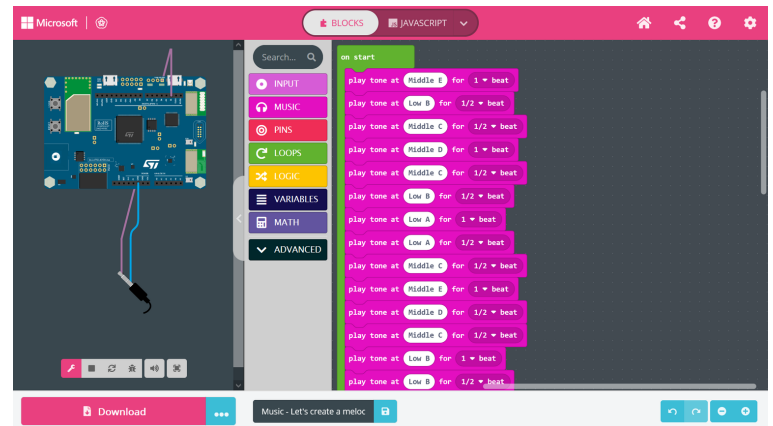 Microsoft
BLOCKS
JAVASCRIPT
Search...
INPUT
MUSIC
PINS
LOOPS
LOGIC
VARIABLES
MATH
ADVANCED
on start
play tone at Middle E for 1 beat
play tone at Low B for 1/2 beat
play tone at Middle C for 1/2 beat
play tone at Middle D for 1 beat
play tone at Middle C for 1/2 beat
play tone at Low B for 1/2 beat
play tone at Low A for 1 beat
play tone at Low A for 1/2 beat
play tone at Middle C for 1/2 beat
play tone at Middle E for 1 beat
play tone at Middle D for 1/2 beat
play tone at Middle C for 1/2 beat
play tone at Low B for 1 beat
play tone at Low B for 1/2 beat
Download
Music - Let's create a meloc